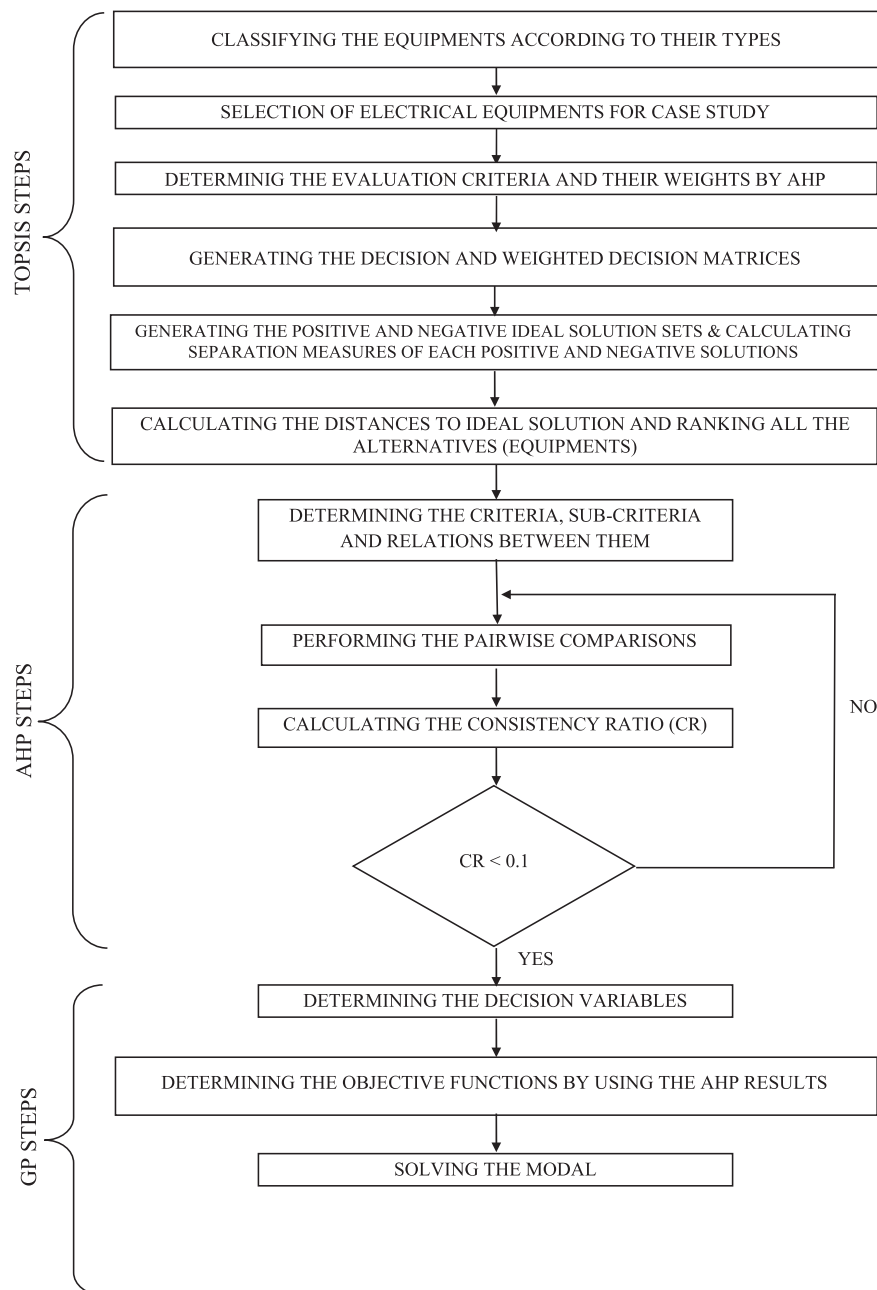 CLASSIFYING THE EQUIPMENTS ACCORDING TO THEIR TYPES
SELECTION OF ELECTRICAL EQUIPMENTS FOR CASE STUDY
DETERMINIG THE EVALUATION CRITERIA AND THEIR WEIGHTS BY AHP
GENERATING THE DECISION AND WEIGHTED DECISION MATRICES
GENERATING THE POSITIVE AND NEGATIVE IDEAL SOLUTION SETS & CALCULATING
SEPARATION MEASURES OF EACH POSITIVE AND NEGATIVE SOLUTIONS
CALCULATING THE DISTANCES TO IDEAL SOLUTION AND RANKING ALL THE
ALTERNATIVES (EQUIPMENTS)
TOPSIS STEPS
DETERMINING THE CRITERIA, SUB-CRITERIA
AND RELATIONS BETWEEN THEM
PERFORMING THE PAIRWISE COMPARISONS
CALCULATING THE CONSISTENCY RATIO (CR)
CR < 0.1
NO
YES
AHP STEPS
DETERMINING THE DECISION VARIABLES
DETERMINING THE OBJECTIVE FUNCTIONS BY USING THE AHP RESULTS
SOLVING THE MODAL
GP STEPS